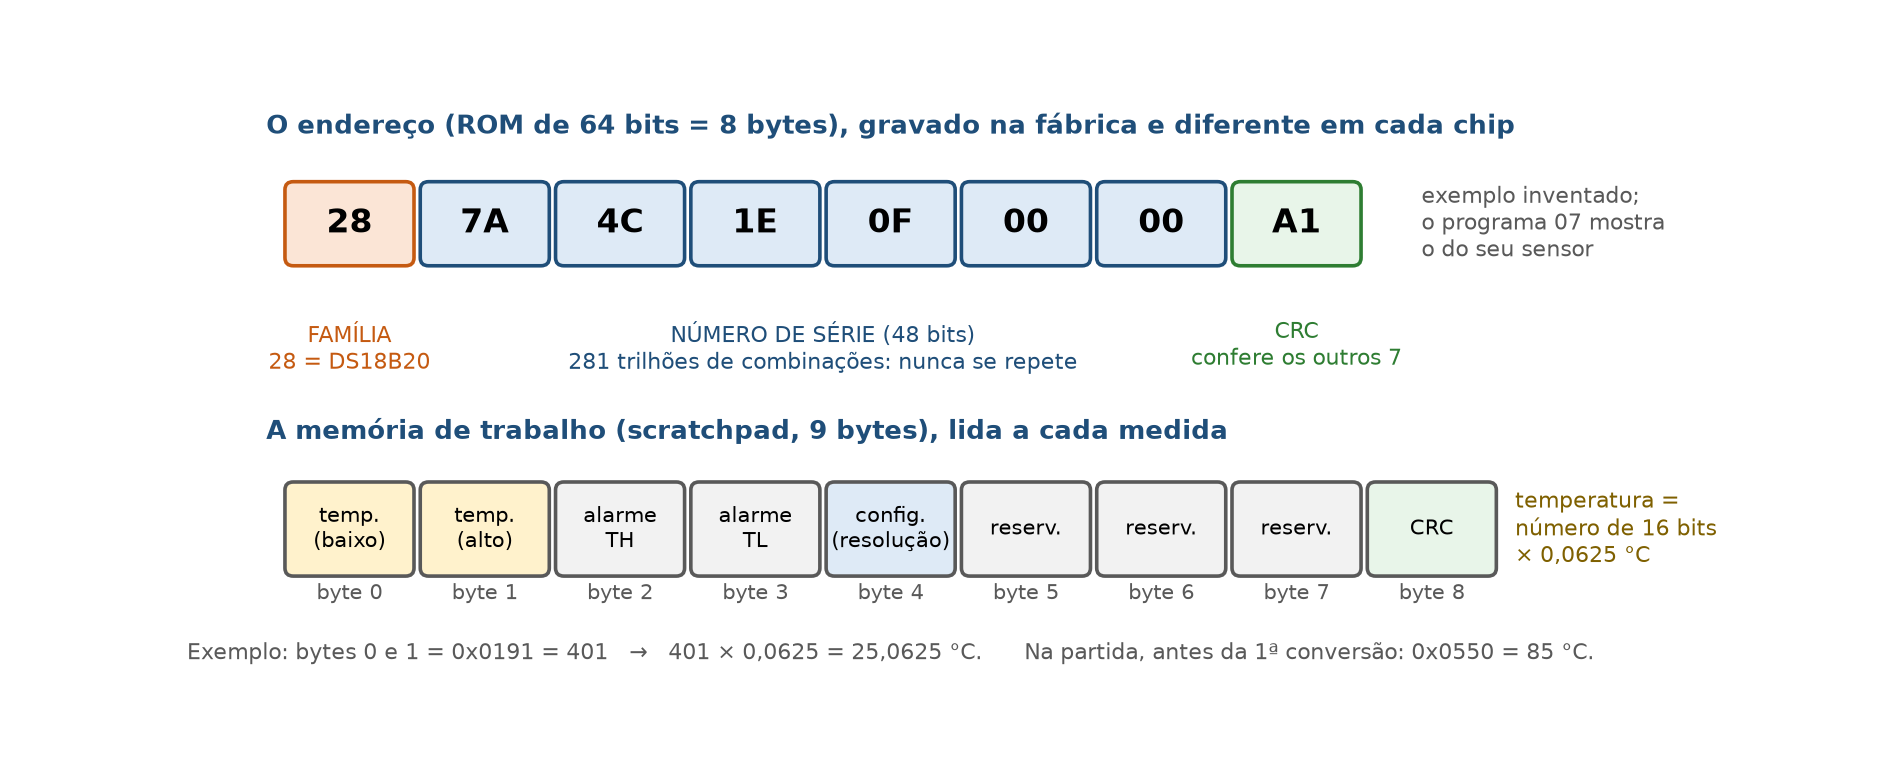 O endereço (ROM de 64 bits = 8 bytes), gravado na fábrica e diferente em cada chip
28 7A 4C 1E 0F 00 00 A1
exemplo inventado;
o programa 07 mostra
o do seu sensor
FAMÍLIA
28 = DS18B20
NÚMERO DE SÉRIE (48 bits)
281 trilhões de combinações: nunca se repete
CRC
confere os outros 7
A memória de trabalho (scratchpad, 9 bytes), lida a cada medida
temp.
(baixo)
temp.
(alto)
alarme
TH
alarme
TL
config.
(resolução)
reserv.
reserv.
reserv.
CRC
temperatura =
número de 16 bits
× 0,0625 °C
byte 0 byte 1 byte 2 byte 3 byte 4 byte 5 byte 6 byte 7 byte 8
Exemplo: bytes 0 e 1 = 0x0191 = 401 → 401 × 0,0625 = 25,0625 °C. Na partida, antes da 1ª conversão: 0x0550 = 85 °C.